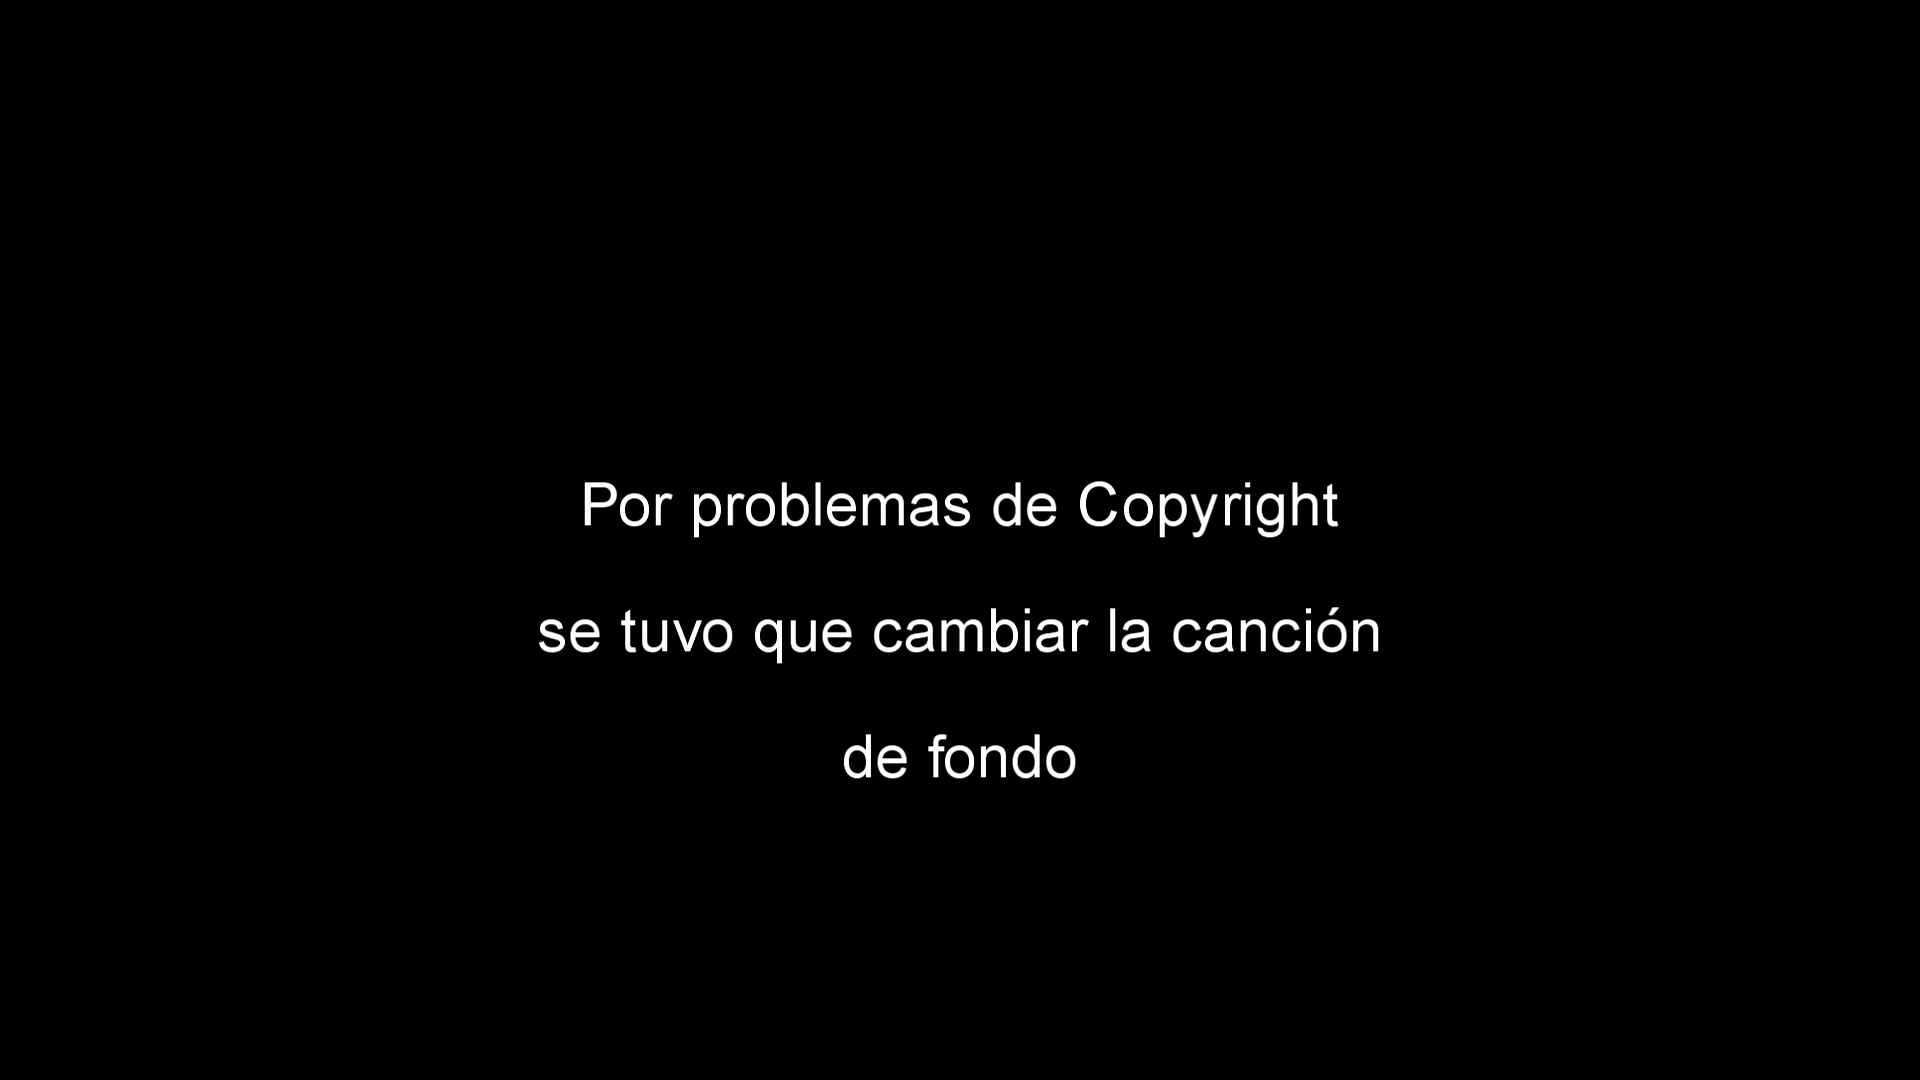 Por problemas de Copyright
se tuvo que cambiar la canción
de fondo